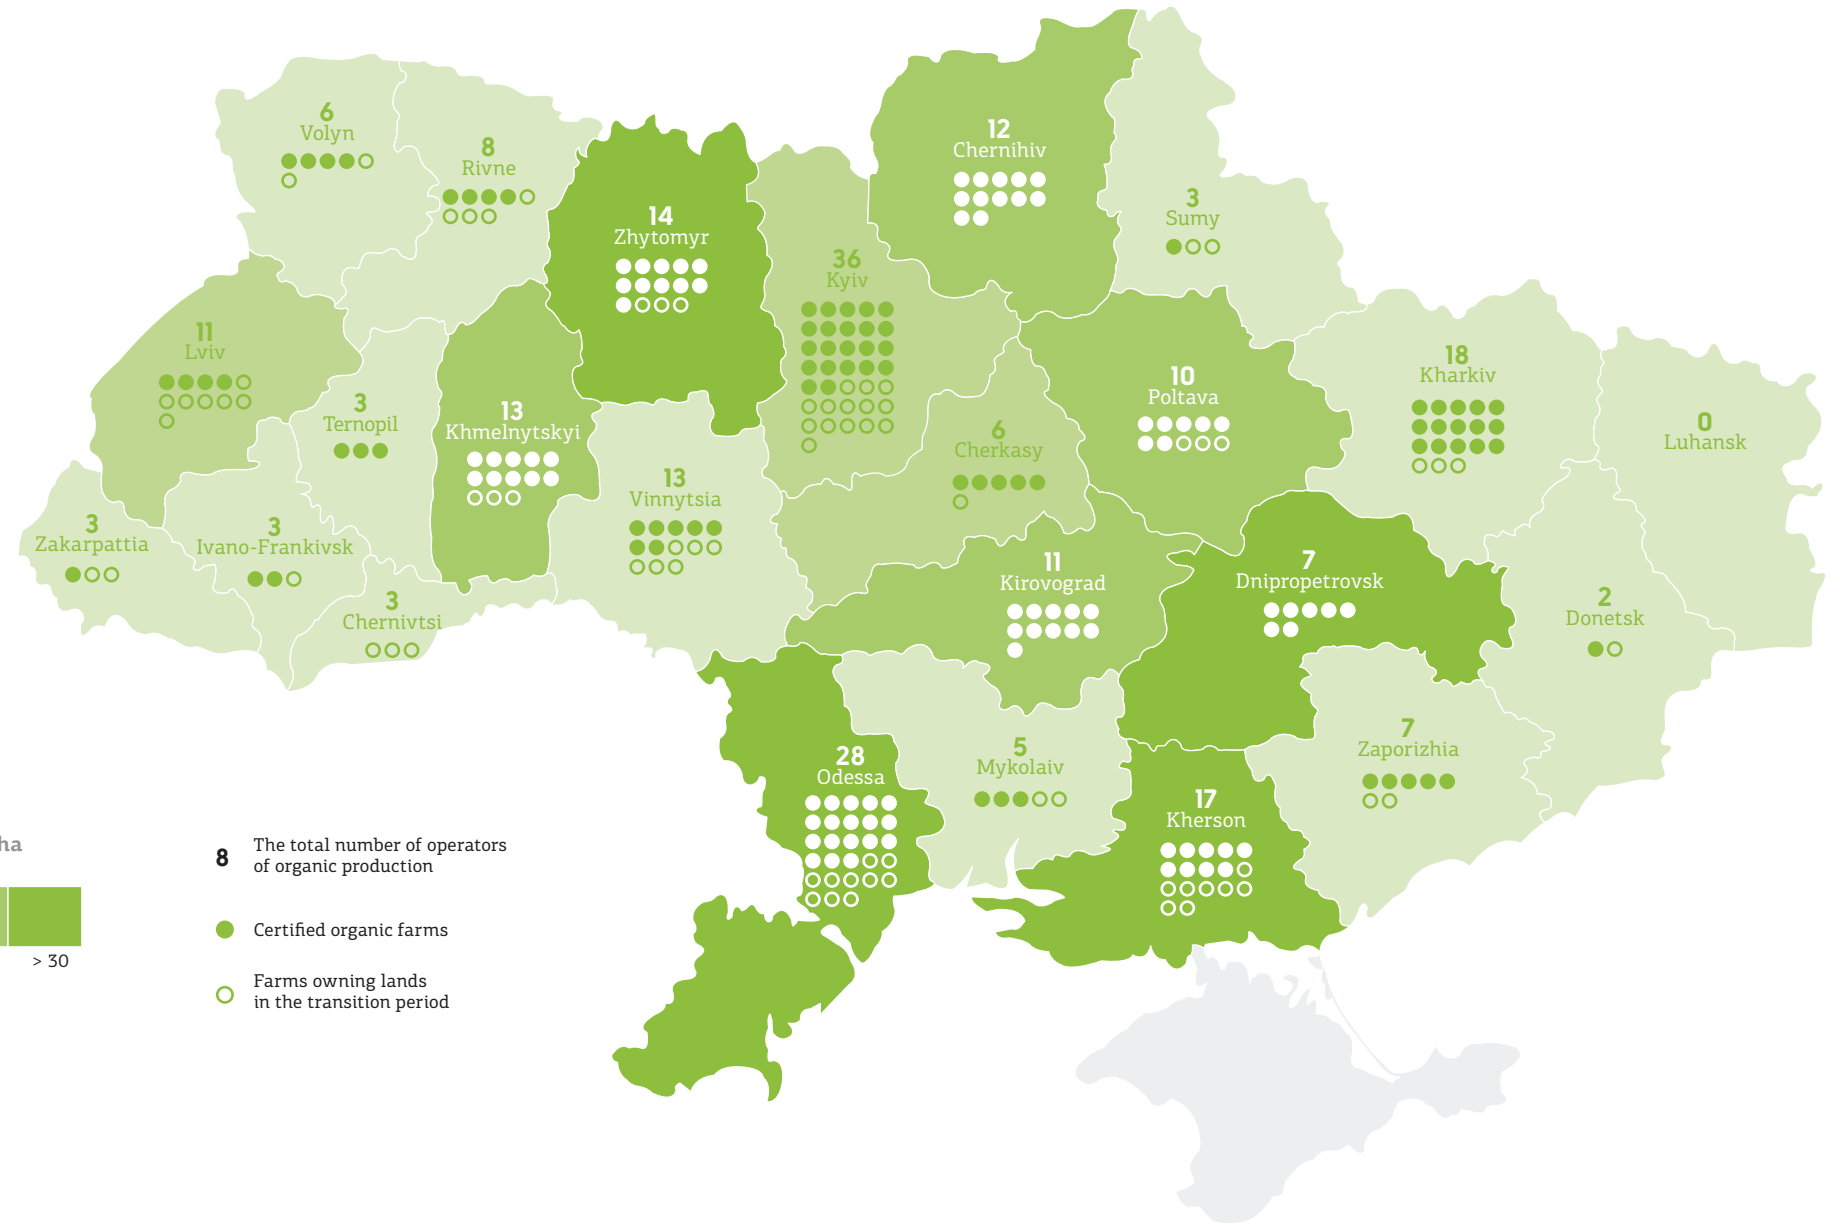 6
Volyn
8
Rivne
14
Zhytomyr
36
Kyiv
12
Chernihiv
3
Sumy
11
Lviv
3
Ternopil
13
Khmelnytskyi
13
Vinnytsia
6
Cherkasy
10
Poltava
18
Kharkiv
0
Luhansk
3
Zakarpattia
3
Ivano-Frankivsk
3
Chernivtsi
11
Kirovograd
7
Dnipropetrovsk
2
Donetsk
28
Odessa
5
Mykolaiv
17
Kherson
7
Zaporizhia
ha
> 30
8
The total number of operators
of organic production
Certified organic farms
Farms owning lands
in the transition period